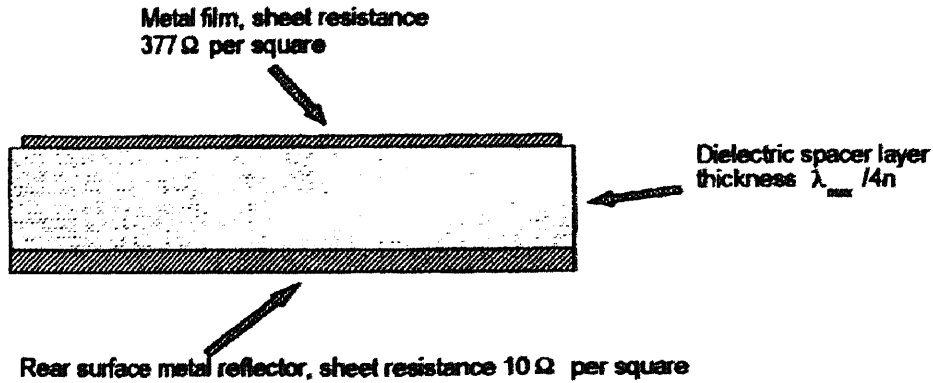 Metal film, sheet resistance
377 Ω per square
Dielectric spacer layer
thickness λ max /4n
Rear surface metal reflector, sheet resistance 10 Ω per square